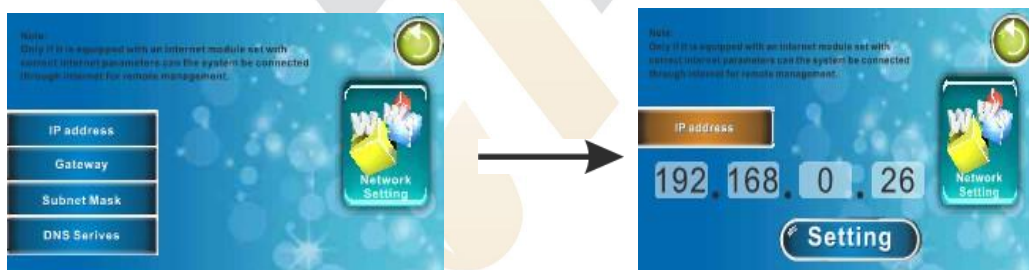 Note:
Only if it is equipped with an internet module set with
correct internet parameters can the system be connected
through internet for remote management.
IP address
Gateway
Subnet Mask
DNS Serives
Network
Setting
Note:
Only if it is equipped with an internet module set with
correct internet parameters can the system be connected
through internet for remote management.
IP address
192 . 168 . 0 . 26
Network
Setting
Setting